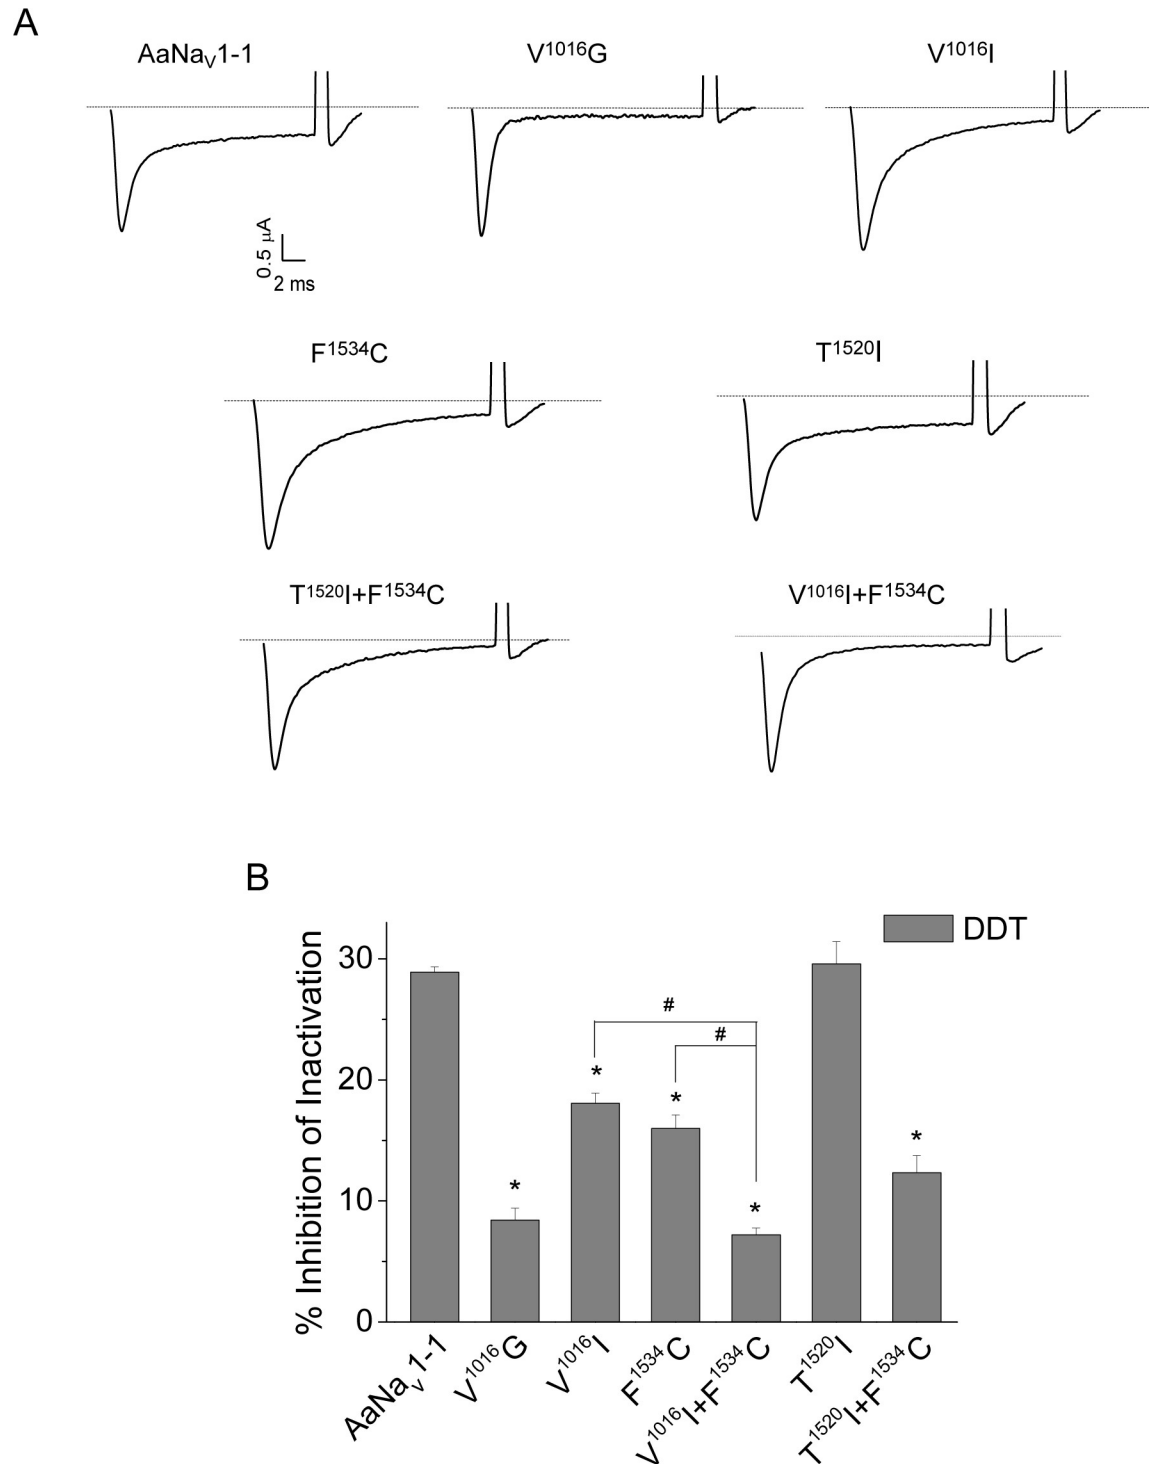 A
AaNaᵥ1-1
V¹⁰¹⁶G
V¹⁰¹⁶I
0.5 µA
2 ms
F¹⁵³⁴C
T¹⁵²⁰I
T¹⁵²⁰I+F¹⁵³⁴C
V¹⁰¹⁶I+F¹⁵³⁴C
B
DDT
% Inhibition of Inactivation
30
20
10
0
#
#
*
*
*
*
*
AaNaᵥ1-1
V¹⁰¹⁶G
V¹⁰¹⁶I
F¹⁵³⁴C
V¹⁰¹⁶I+F¹⁵³⁴C
T¹⁵²⁰I
T¹⁵²⁰I+F¹⁵³⁴C